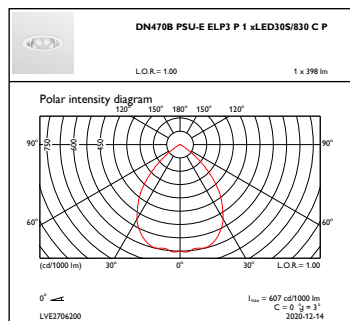 DN470B PSU-E ELP3 P 1 xLED30S/830 C P
L.O.R.= 1.00 1 x 398 lm
Polar intensity diagram
120° 150° 180° 150° 120°
90° 750 600 450 90°
60° 60°
(cd/1000 lm) 30° 0° 30° L.O.R.= 1.00
0°
Imax = 607 cd/1000 lm
C = 0 °g = 3°
LVE2706200 2020-12-14